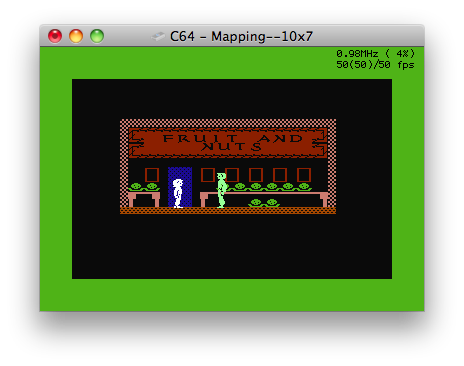 C64 - Mapping--10x7
0.98MHz ( 4%)
50(50)/50 fps
FRUIT AND
NUTS